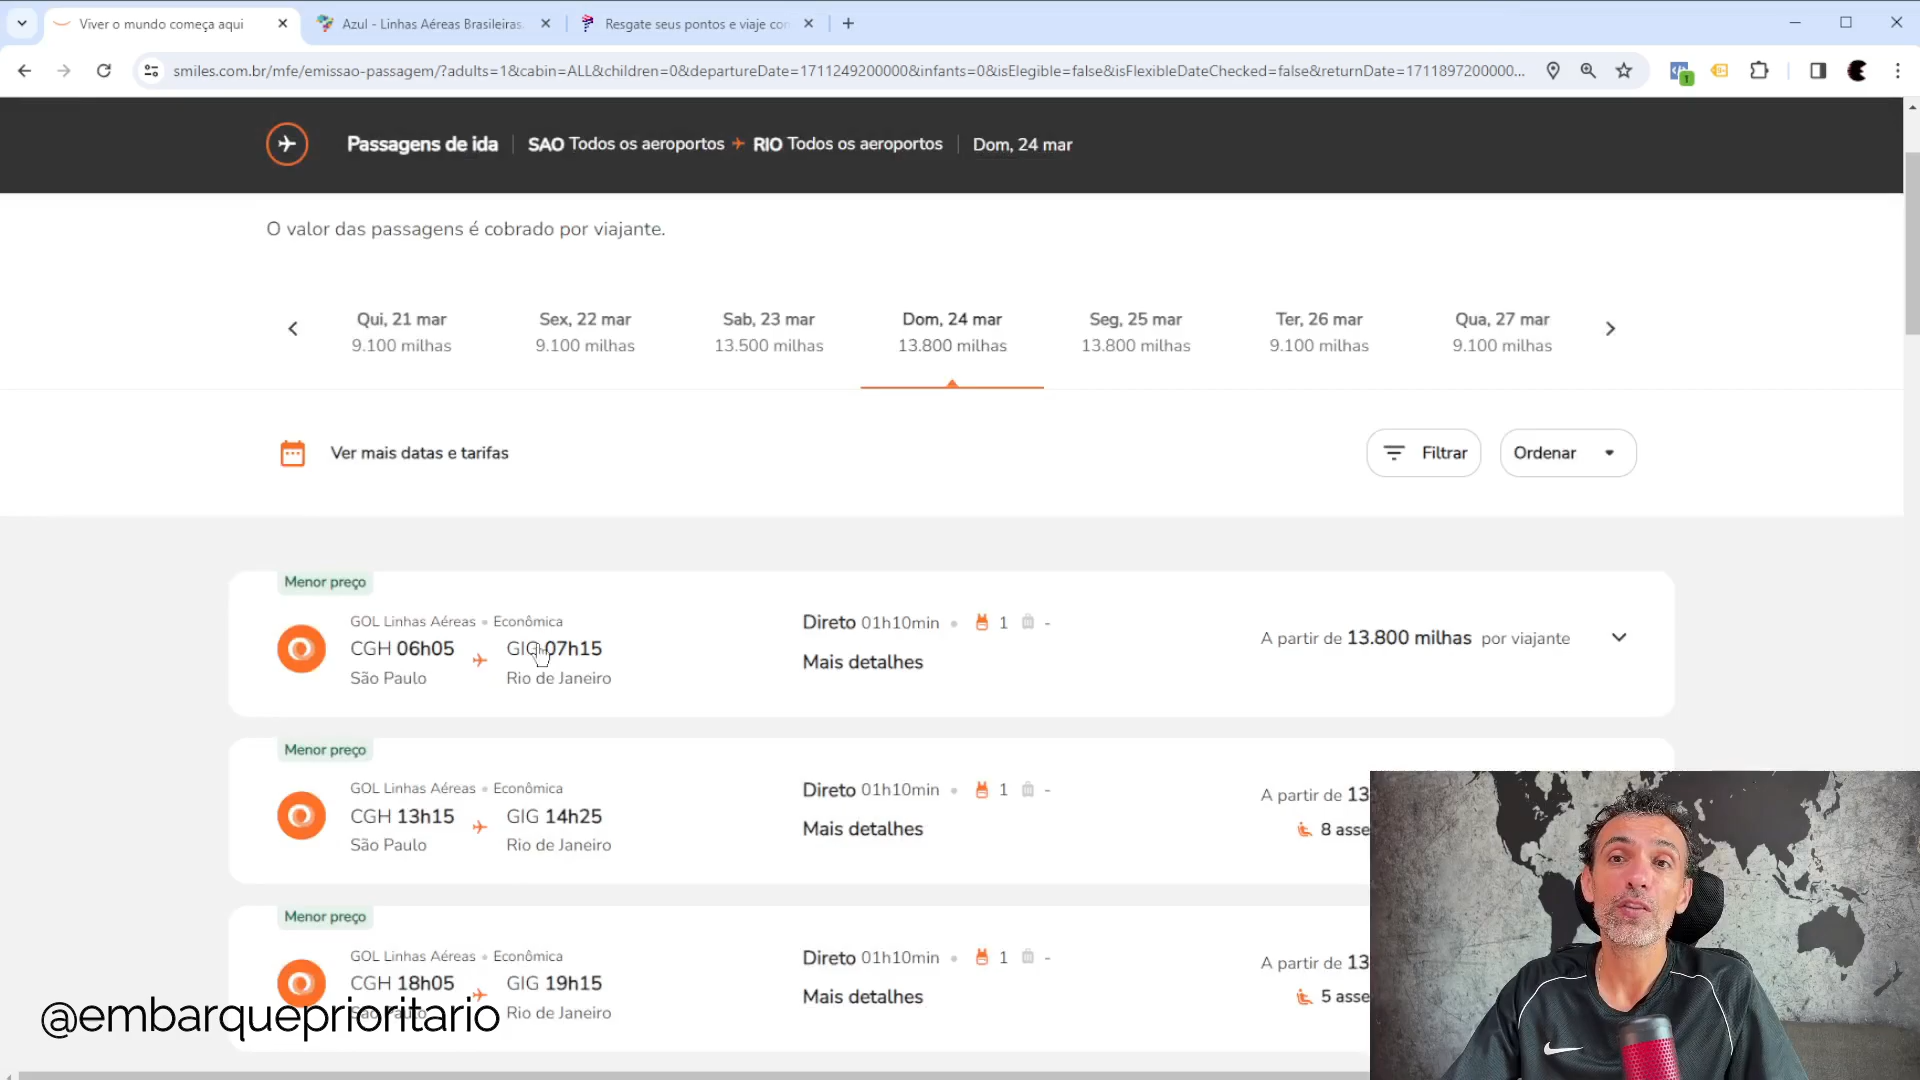 Viver o mundo começa aqui
Azul - Linhas Aéreas Brasileiras
Resgate seus pontos e viaje co
smiles.com.br/mfe/emissao-passagem/?adults=1&cabin=ALL&children=0&departureDate=1711249200000&infants=0&isElegible=false&isFlexibleDateChecked=false&returnDate=1711897200000...
1
Passagens de ida
SAO Todos os aeroportos
RIO Todos os aeroportos
Dom, 24 mar
O valor das passagens é cobrado por viajante.
Qui, 21 mar
9.100 milhas
Sex, 22 mar
9.100 milhas
Sab, 23 mar
13.500 milhas
Dom, 24 mar
13.800 milhas
Seg, 25 mar
13.800 milhas
Ter, 26 mar
9.100 milhas
Qua, 27 mar
9.100 milhas
Ver mais datas e tarifas
Filtrar
Ordenar
Menor preço
GOL Linhas Aéreas • Econômica
CGH 06h05
São Paulo
GIG 07h15
Rio de Janeiro
Direto 01h10min • 1 -
Mais detalhes
A partir de 13.800 milhas por viajante
Menor preço
GOL Linhas Aéreas • Econômica
CGH 13h15
São Paulo
GIG 14h25
Rio de Janeiro
Direto 01h10min • 1 -
Mais detalhes
A partir de 13
8 asse
Menor preço
GOL Linhas Aéreas • Econômica
CGH 18h05
São Paulo
GIG 19h15
Rio de Janeiro
Direto 01h10min • 1 -
Mais detalhes
A partir de 13
5 asse
@embarqueprioritario